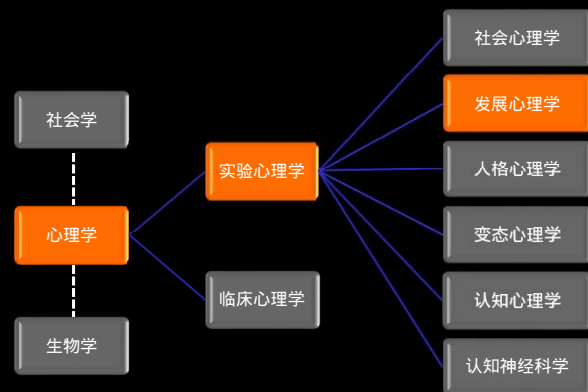 社会学
心理学
生物学
实验心理学
临床心理学
社会心理学
发展心理学
人格心理学
变态心理学
认知心理学
认知神经科学